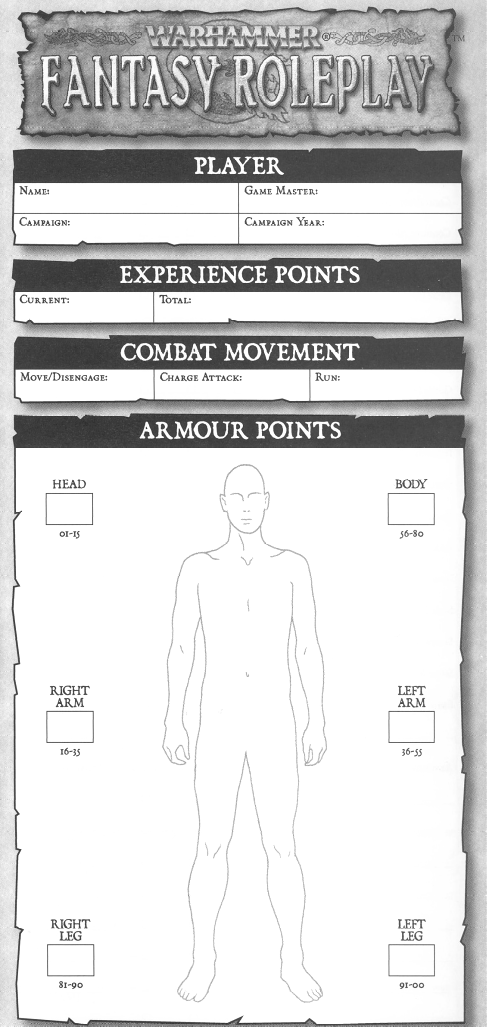 WARHAMMER®
FANTASY ROLEPLAY™
PLAYER
NAME: GAME MASTER:
CAMPAIGN: CAMPAIGN YEAR:
EXPERIENCE POINTS
CURRENT: TOTAL:
COMBAT MOVEMENT
MOVE/DISENGAGE: CHARGE ATTACK: RUN:
ARMOUR POINTS
HEAD BODY
01-15 56-80
RIGHT ARM LEFT ARM
16-35 36-55
RIGHT LEG LEFT LEG
81-90 91-00